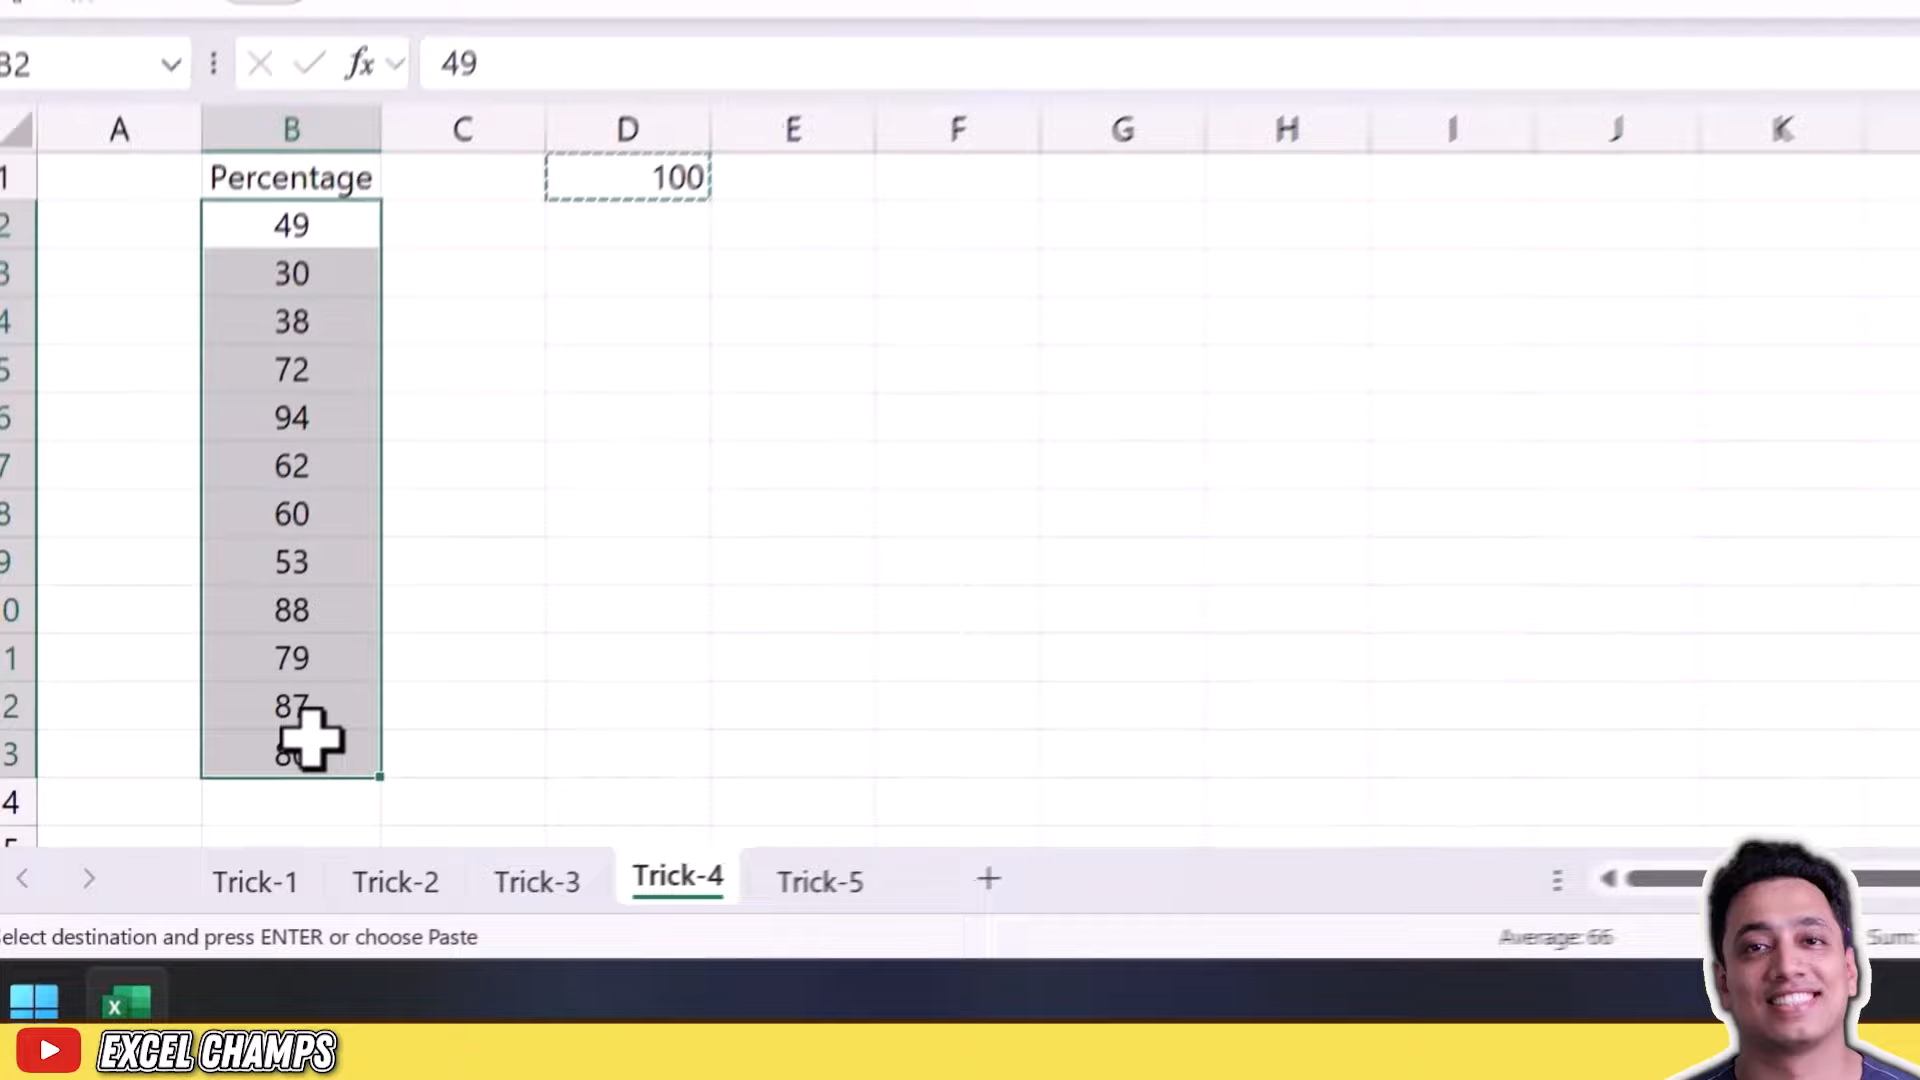 B2 fx 49
A B C D E F G H I J K
1 Percentage 100
2 49
3 30
4 38
5 72
6 94
7 62
8 60
9 53
0 88
1 79
2 87
3
4
Trick-1 Trick-2 Trick-3 Trick-4 Trick-5
elect destination and press ENTER or choose Paste Average: 66 Sum:
EXCEL CHAMPS